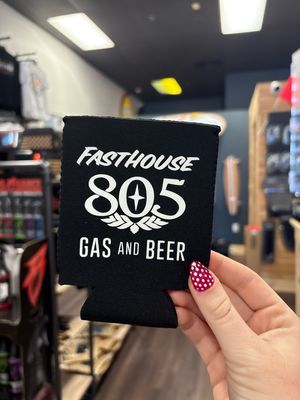 FASTHOUSE
805
GAS AND BEER